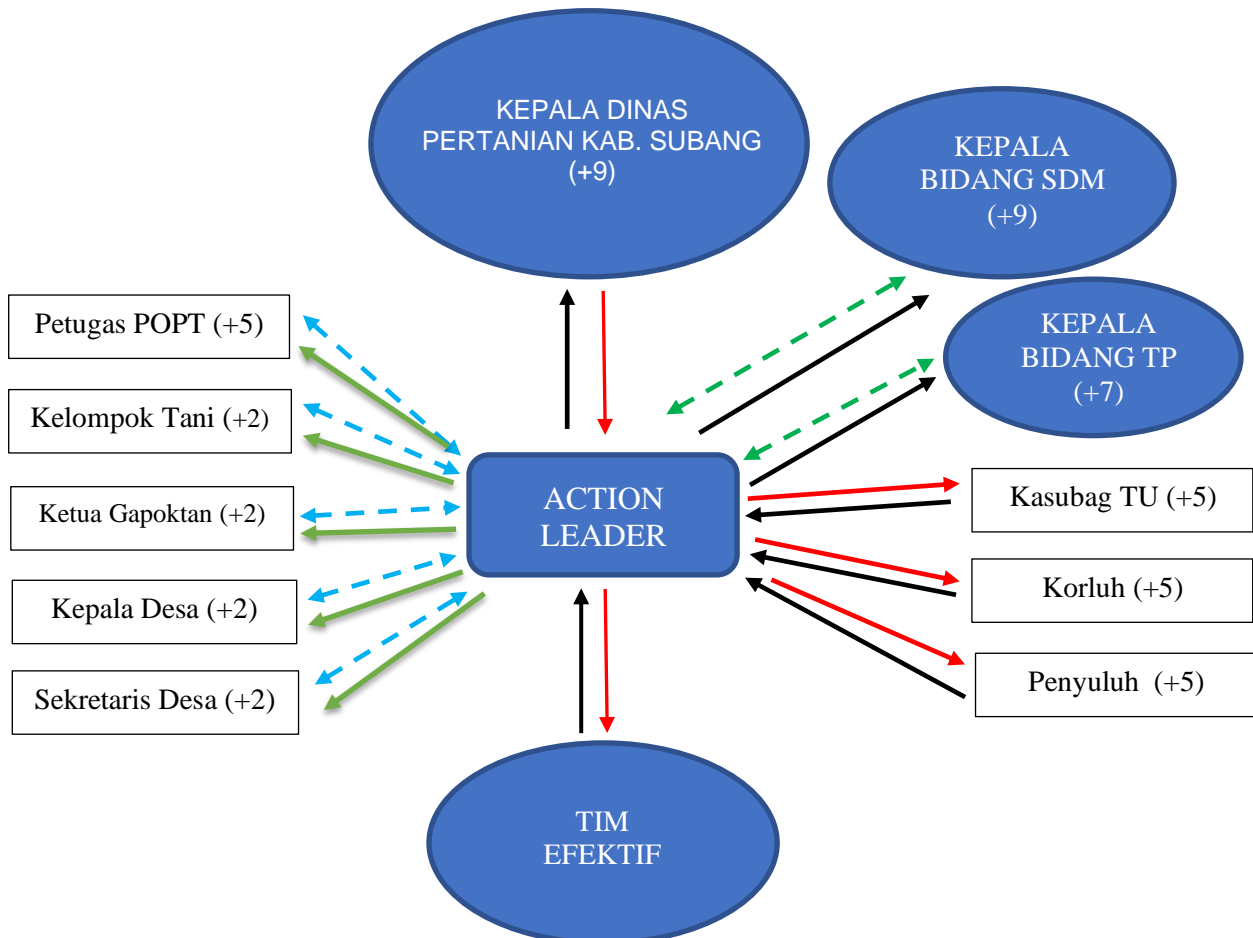 KEPALA DINAS
PERTANIAN KAB. SUBANG
(+9)
KEPALA
BIDANG SDM
(+9)
KEPALA
BIDANG TP
(+7)
Petugas POPT (+5)
Kelompok Tani (+2)
Ketua Gapoktan (+2)
Kepala Desa (+2)
Sekretaris Desa (+2)
ACTION
LEADER
Kasubag TU (+5)
Korluh (+5)
Penyuluh (+5)
TIM
EFEKTIF